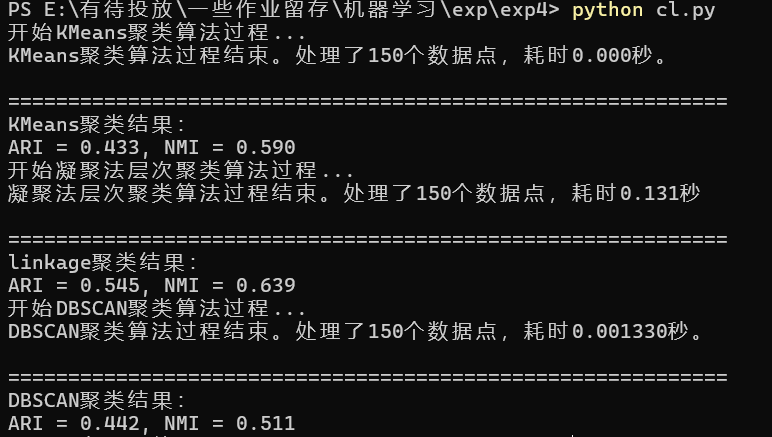 PS E:\有待投放\一些作业留存\机器学习\exp\exp4> python cl.py
开始KMeans聚类算法过程...
KMeans聚类算法过程结束。处理了150个数据点，耗时0.000秒。
============================================================
KMeans聚类结果：
ARI = 0.433, NMI = 0.590
开始凝聚法层次聚类算法过程...
凝聚法层次聚类算法过程结束。处理了150个数据点，耗时0.131秒
============================================================
linkage聚类结果：
ARI = 0.545, NMI = 0.639
开始DBSCAN聚类算法过程...
DBSCAN聚类算法过程结束。处理了150个数据点，耗时0.001330秒。
============================================================
DBSCAN聚类结果：
ARI = 0.442, NMI = 0.511